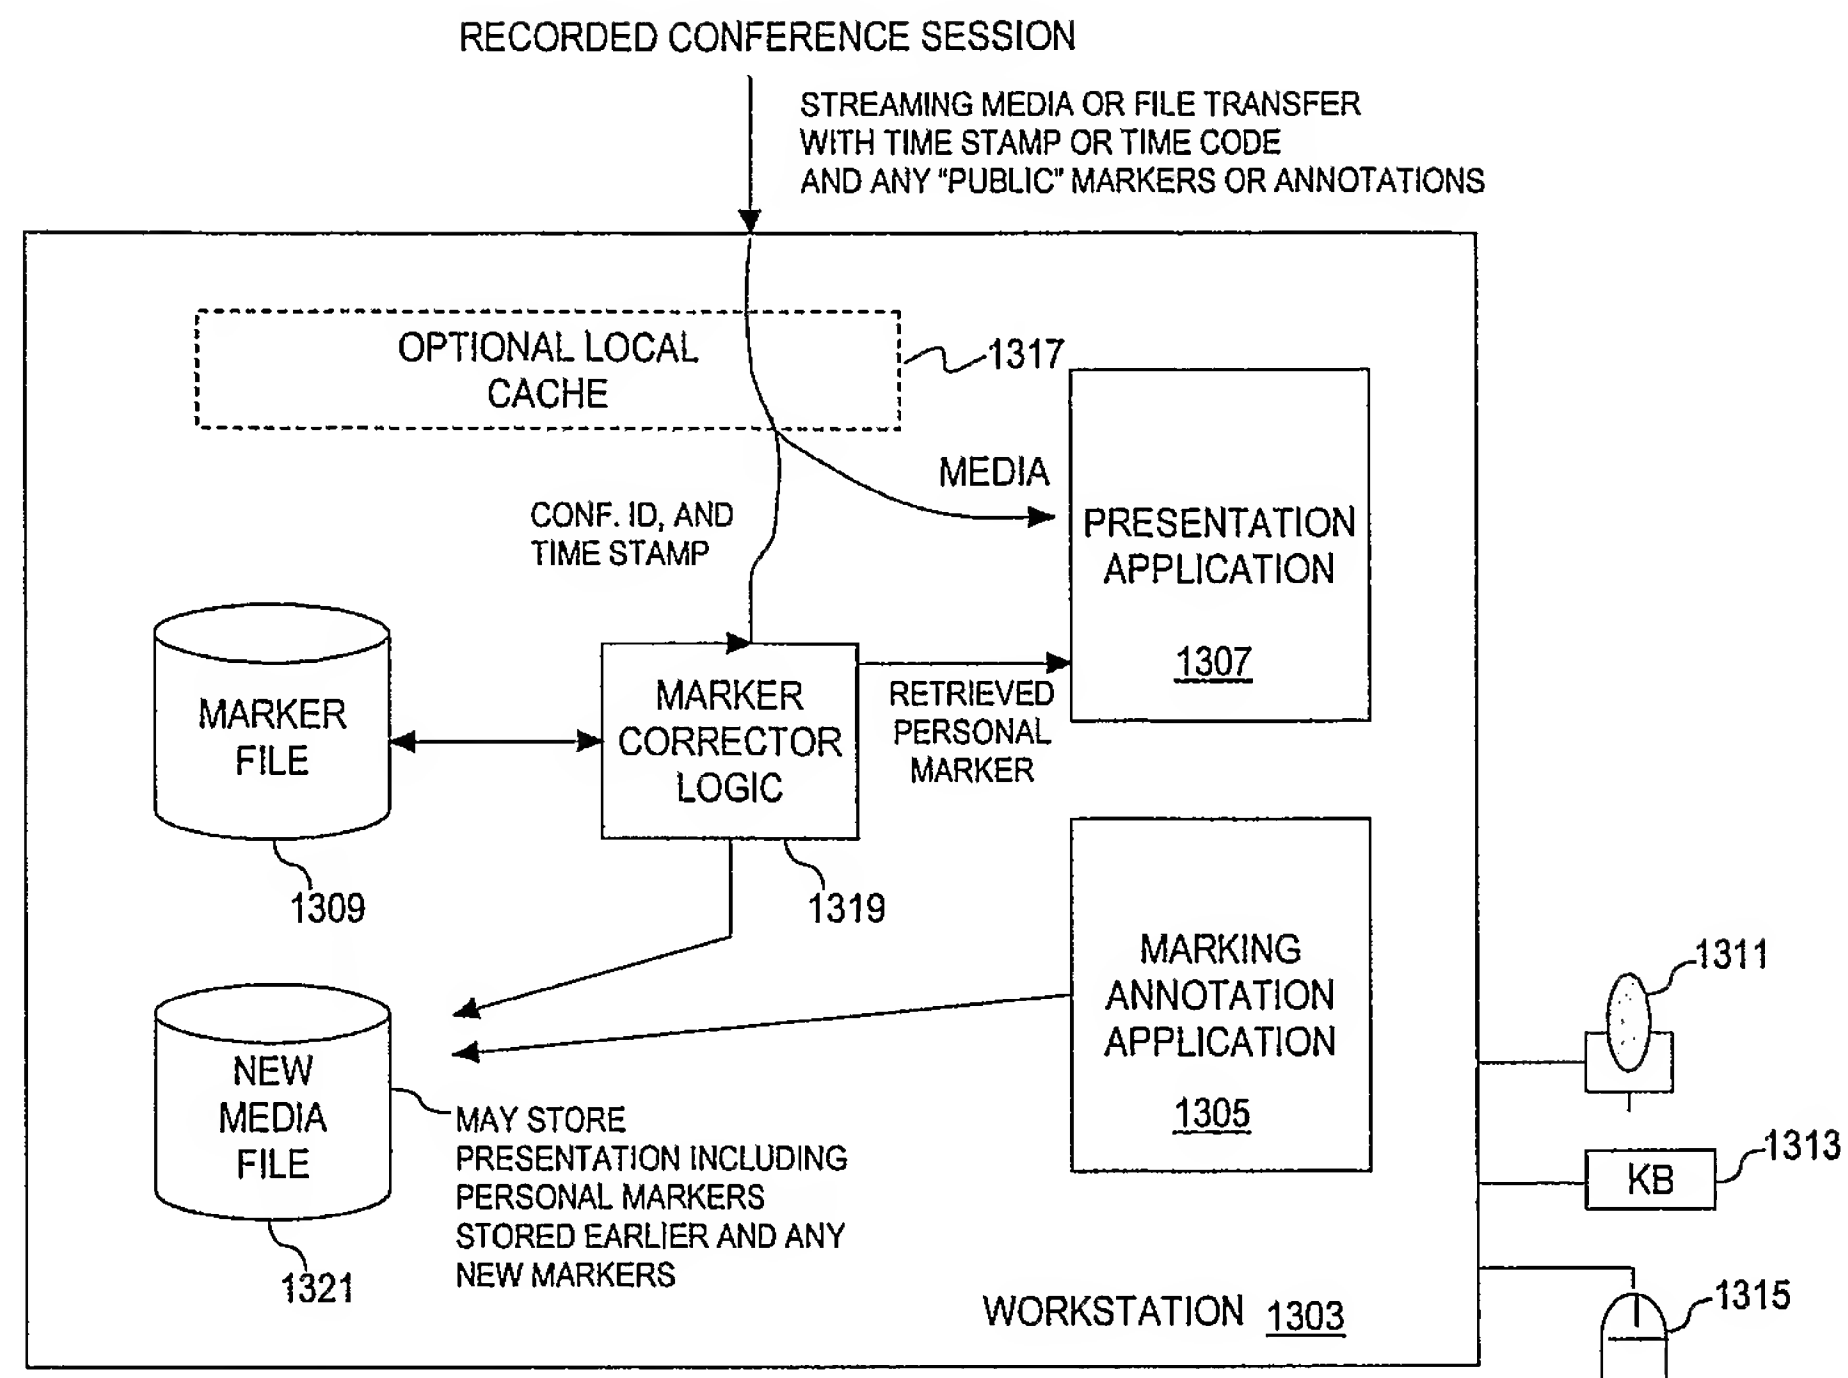 RECORDED CONFERENCE SESSION
STREAMING MEDIA OR FILE TRANSFER
WITH TIME STAMP OR TIME CODE
AND ANY "PUBLIC" MARKERS OR ANNOTATIONS
OPTIONAL LOCAL
CACHE
1317
MEDIA
CONF. ID, AND
TIME STAMP
PRESENTATION
APPLICATION
1307
MARKER
FILE
1309
MARKER
CORRECTOR
LOGIC
1319
RETRIEVED
PERSONAL
MARKER
MARKING
ANNOTATION
APPLICATION
1305
NEW
MEDIA
FILE
1321
MAY STORE
PRESENTATION INCLUDING
PERSONAL MARKERS
STORED EARLIER AND ANY
NEW MARKERS
WORKSTATION 1303
1311
KB
1313
1315